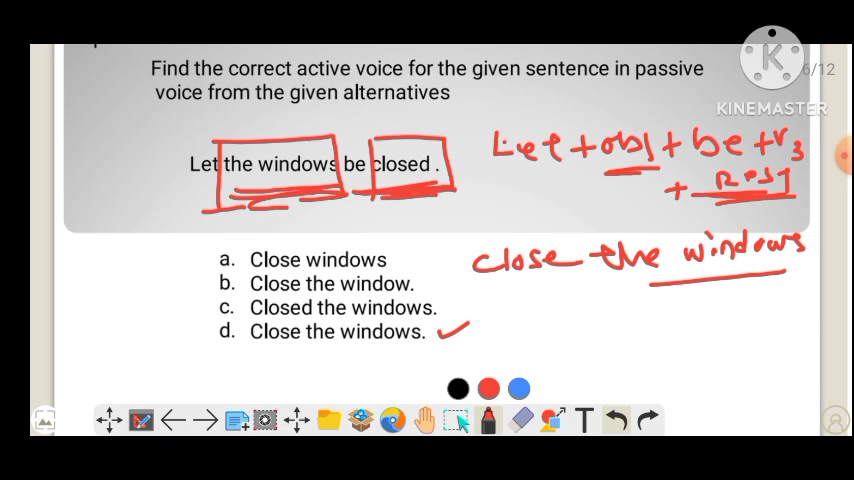 6/12
KINEMASTER
Find the correct active voice for the given sentence in passive
voice from the given alternatives
Let the windows be closed .
Let + obj + be + V3
+ Rest
a. Close windows
b. Close the window.
c. Closed the windows.
d. Close the windows.
close the windows
T